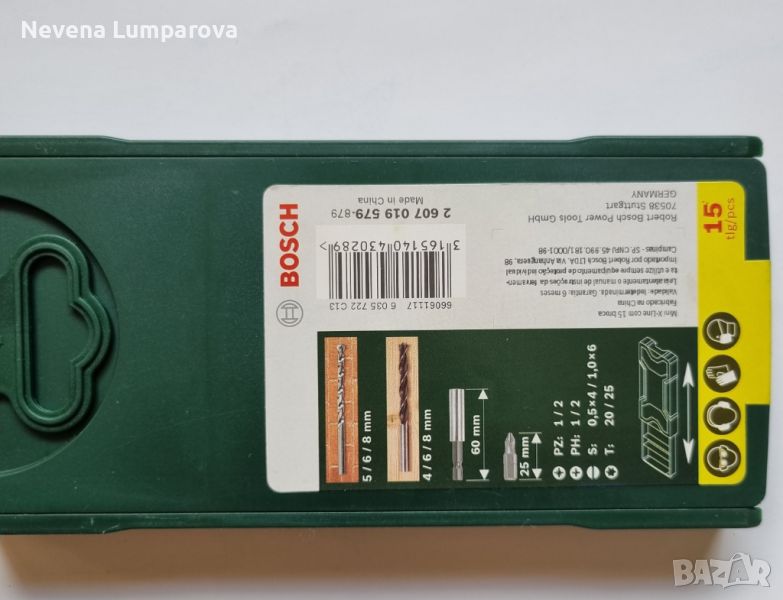 Nevena Lumparova
BOSCH
2 607 019 579-879
Made in China
Robert Bosch Power Tools GmbH
70538 Stuttgart
GERMANY
15
tlg/pcs
3 165140 430289 >
66061117   6 035 722 C13
Mini X-Line com 15 broca
Fabricado na China
Validade: Indeterminada. Garantia: 6 meses
Leia atentamente o manual de instruções da ferramen-
ta e utilize sempre equipamento de proteção individual
Importado por Robert Bosch LTDA. Via Anhanguera, 98
Campinas - SP. CNPJ 45.990.181/0001-98
5 / 6 / 8 mm
4 / 6 / 8 mm
60 mm
25 mm
PZ: 1 / 2
PH: 1 / 2
S: 0,5×4 / 1,0×6
T: 20 / 25
BAZAR